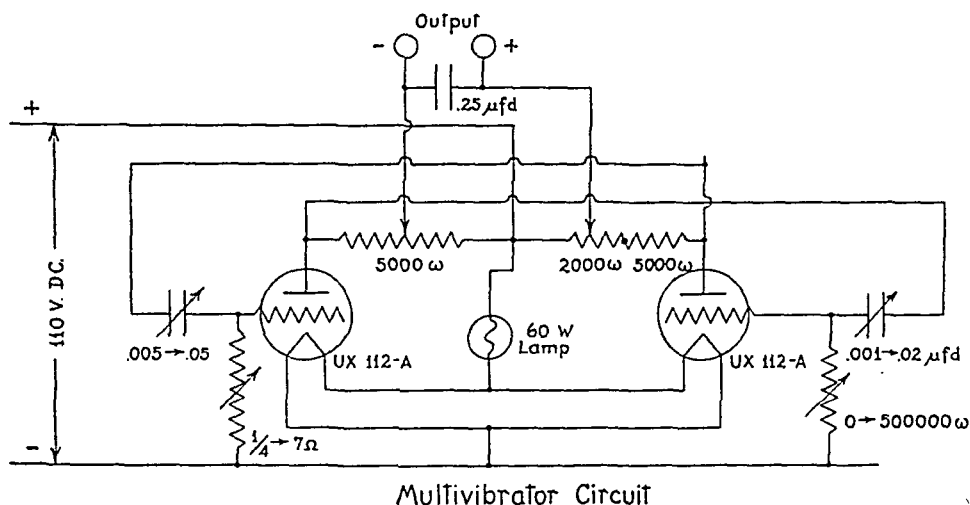 Output
- +
.25 µfd
+
110 V. DC.
5000 ω
2000 ω 5000 ω
60 W
Lamp
UX 112-A
UX 112-A
.005→.05
.001→.02 µfd
1/4→7Ω
0→500000 ω
-
Multivibrator Circuit